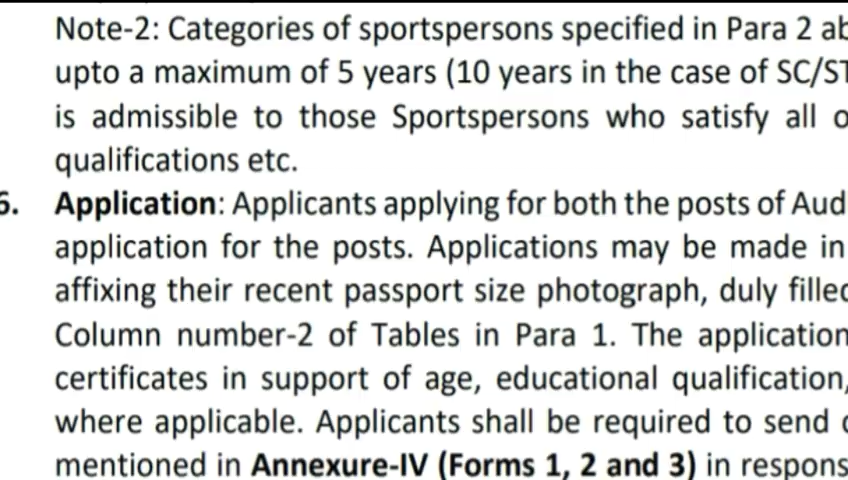 Note-2: Categories of sportspersons specified in Para 2 ab
upto a maximum of 5 years (10 years in the case of SC/ST
is admissible to those Sportspersons who satisfy all o
qualifications etc.
6. Application: Applicants applying for both the posts of Aud
application for the posts. Applications may be made in
affixing their recent passport size photograph, duly filled
Column number-2 of Tables in Para 1. The application
certificates in support of age, educational qualification,
where applicable. Applicants shall be required to send
mentioned in Annexure-IV (Forms 1, 2 and 3) in respons